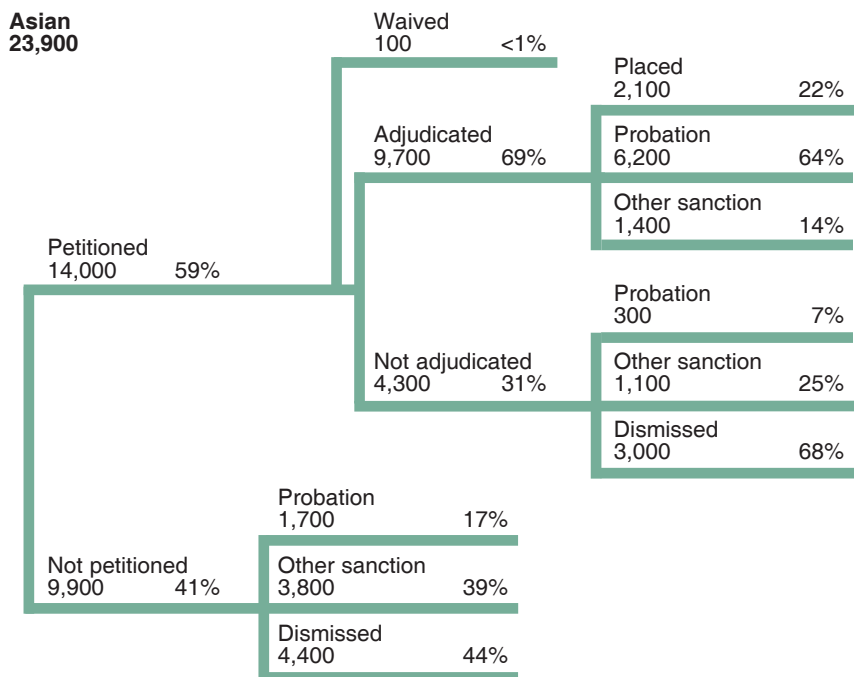 Asian
23,900
Waived
100 <1%
Placed
2,100 22%
Adjudicated
9,700 69%
Probation
6,200 64%
Other sanction
1,400 14%
Petitioned
14,000 59%
Probation
300 7%
Not adjudicated
4,300 31%
Other sanction
1,100 25%
Dismissed
3,000 68%
Probation
1,700 17%
Not petitioned
9,900 41%
Other sanction
3,800 39%
Dismissed
4,400 44%